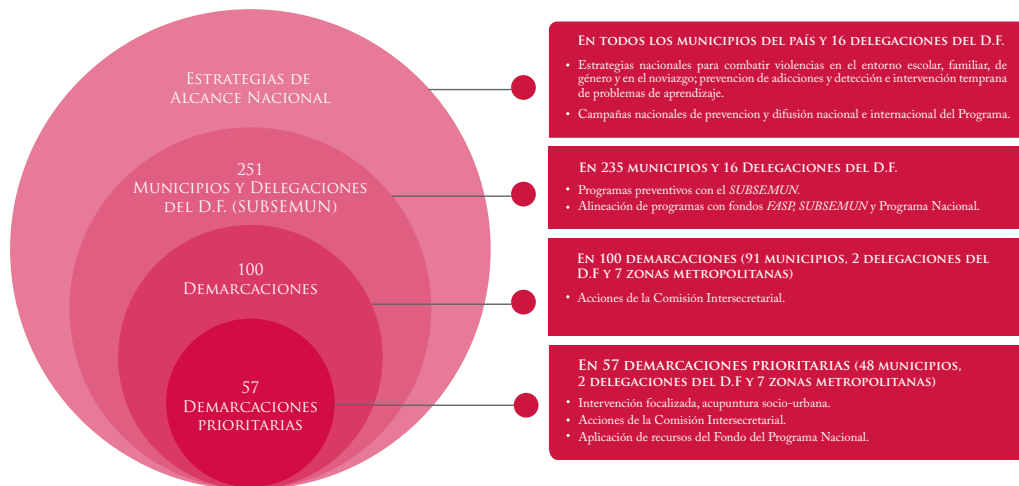 Estrategias de
Alcance Nacional
251
Municipios y Delegaciones
del D.F. (SUBSEMUN)
100
Demarcaciones
57
Demarcaciones
prioritarias
En todos los municipios del país y 16 delegaciones del D.F.
• Estrategias nacionales para combatir violencias en el entorno escolar, familiar, de
género y en el noviazgo; prevencion de adicciones y detección e intervención temprana
de problemas de aprendizaje.
• Campañas nacionales de prevencion y difusión nacional e internacional del Programa.
En 235 municipios y 16 Delegaciones del D.F.
• Programas preventivos con el SUBSEMUN.
• Alineación de programas con fondos FASP, SUBSEMUN y Programa Nacional.
En 100 demarcaciones (91 municipios, 2 delegaciones del
D.F y 7 zonas metropolitanas)
• Acciones de la Comisión Intersecretarial.
En 57 demarcaciones prioritarias (48 municipios,
2 delegaciones del D.F y 7 zonas metropolitanas)
• Intervención focalizada, acupuntura socio-urbana.
• Acciones de la Comisión Intersecretarial.
• Aplicación de recursos del Fondo del Programa Nacional.